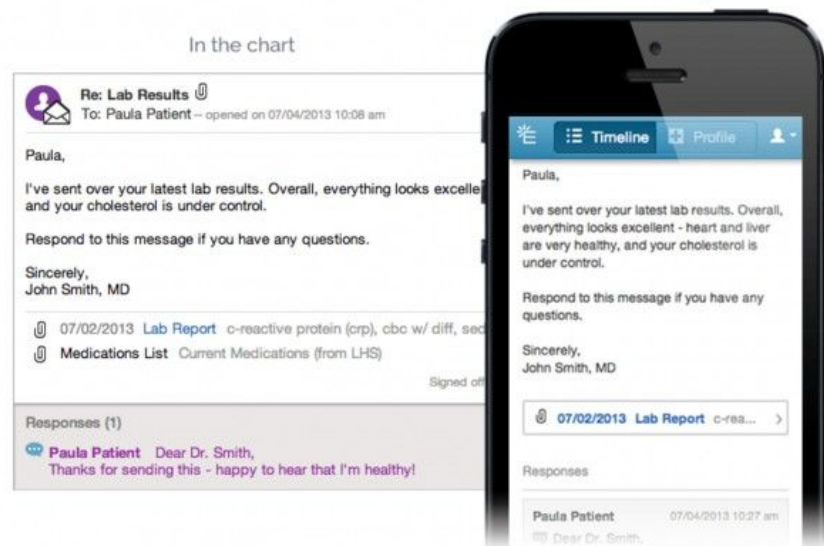 In the chart
Re: Lab Results
To: Paula Patient – opened on 07/04/2013 10:08 am
Paula,
I've sent over your latest lab results. Overall, everything looks
and your cholesterol is under control.
Respond to this message if you have any questions.
Sincerely,
John Smith, MD
07/02/2013 Lab Report c-reactive protein (crp), cbc w/ diff,
Medications List Current Medications (from LHS)
Signed off
Responses (1)
Paula Patient Dear Dr. Smith,
Thanks for sending this - happy to hear that I'm healthy!
Timeline Profile
Paula,
I've sent over your latest lab results. Overall,
everything looks excellent - heart and liver
are very healthy, and your cholesterol is
under control.
Respond to this message if you have any
questions.
Sincerely,
John Smith, MD
07/02/2013 Lab Report c-rea...
Responses
Paula Patient 07/04/2013 10:27 am
Dear Dr. Smith,